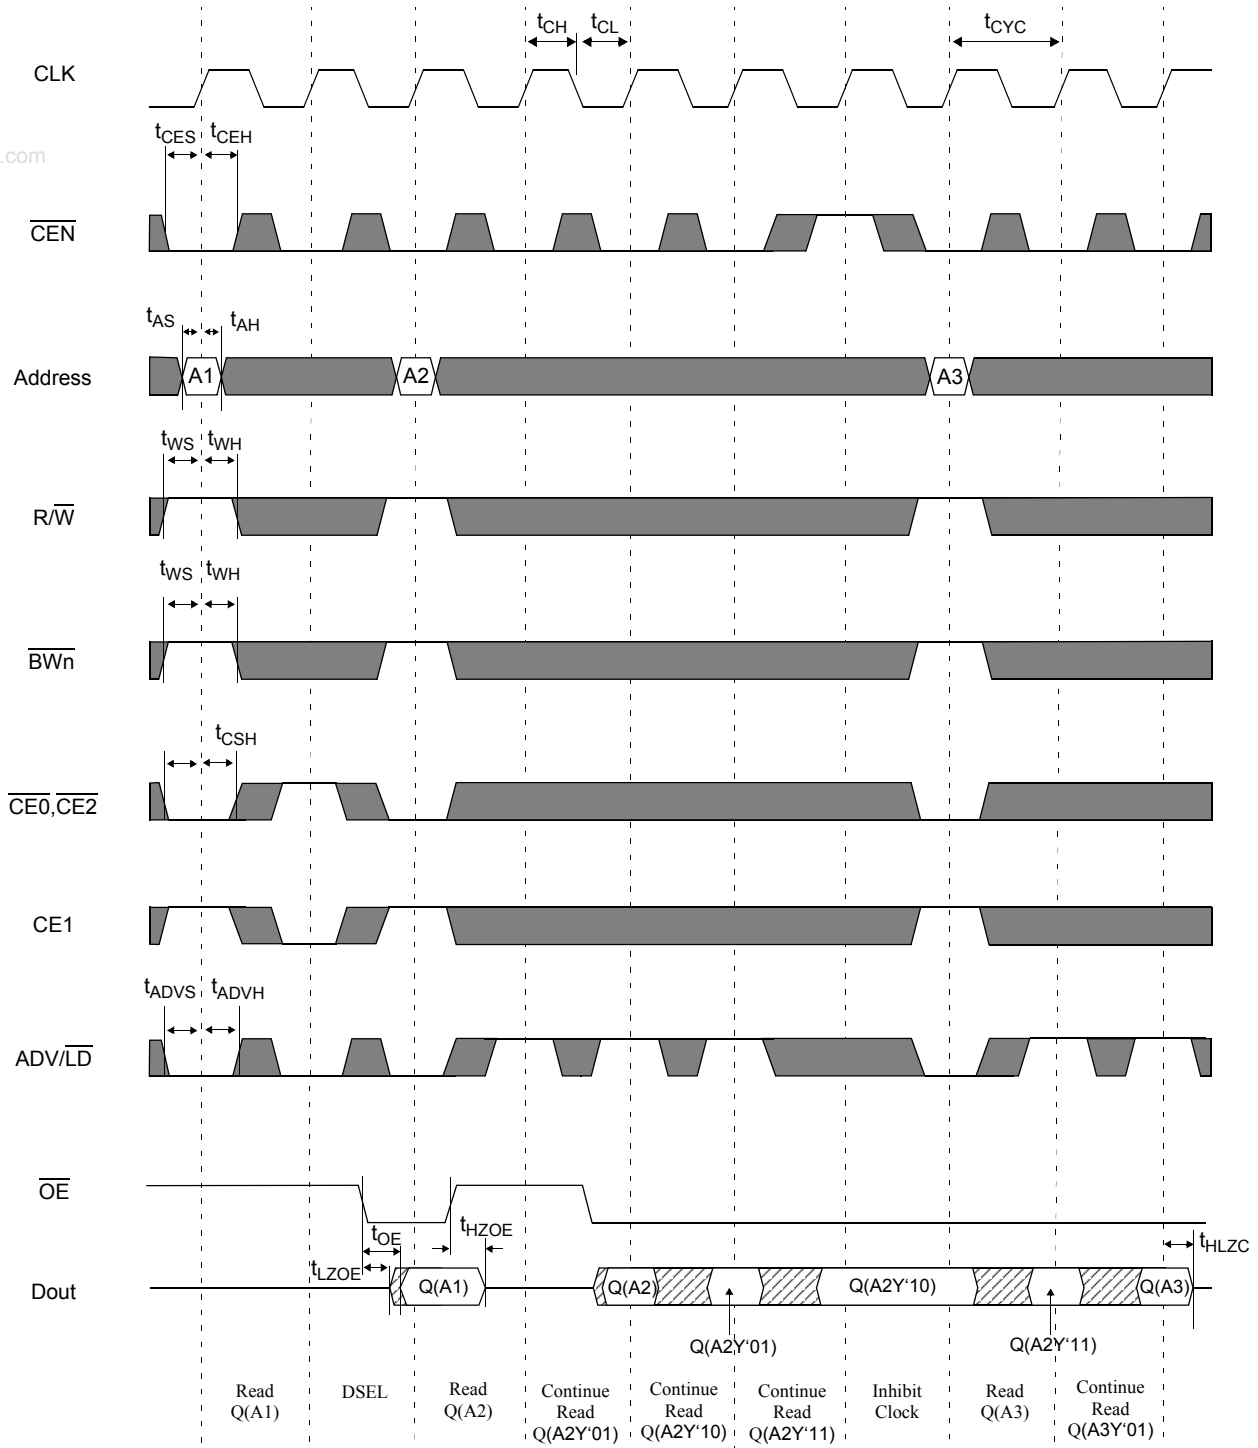 tCH tCL tCYC
CLK
tCES tCEH
.com
CEN
tAS tAH
Address A1 A2 A3
tWS tWH
R/W
tWS tWH
BWn
tCSH
CE0,CE2
CE1
tADVS tADVH
ADV/LD
OE
tOE tHZOE tHLZC
tLZOE
Dout Q(A1) Q(A2) Q(A2Y‘10) Q(A3)
Q(A2Y‘01) Q(A2Y‘11)
Read DSEL Read Continue Continue Continue Inhibit Read Continue
Q(A1) Q(A2) Read Read Read Clock Q(A3) Read
Q(A2Y‘01) Q(A2Y‘10) Q(A2Y‘11) Q(A3Y‘01)